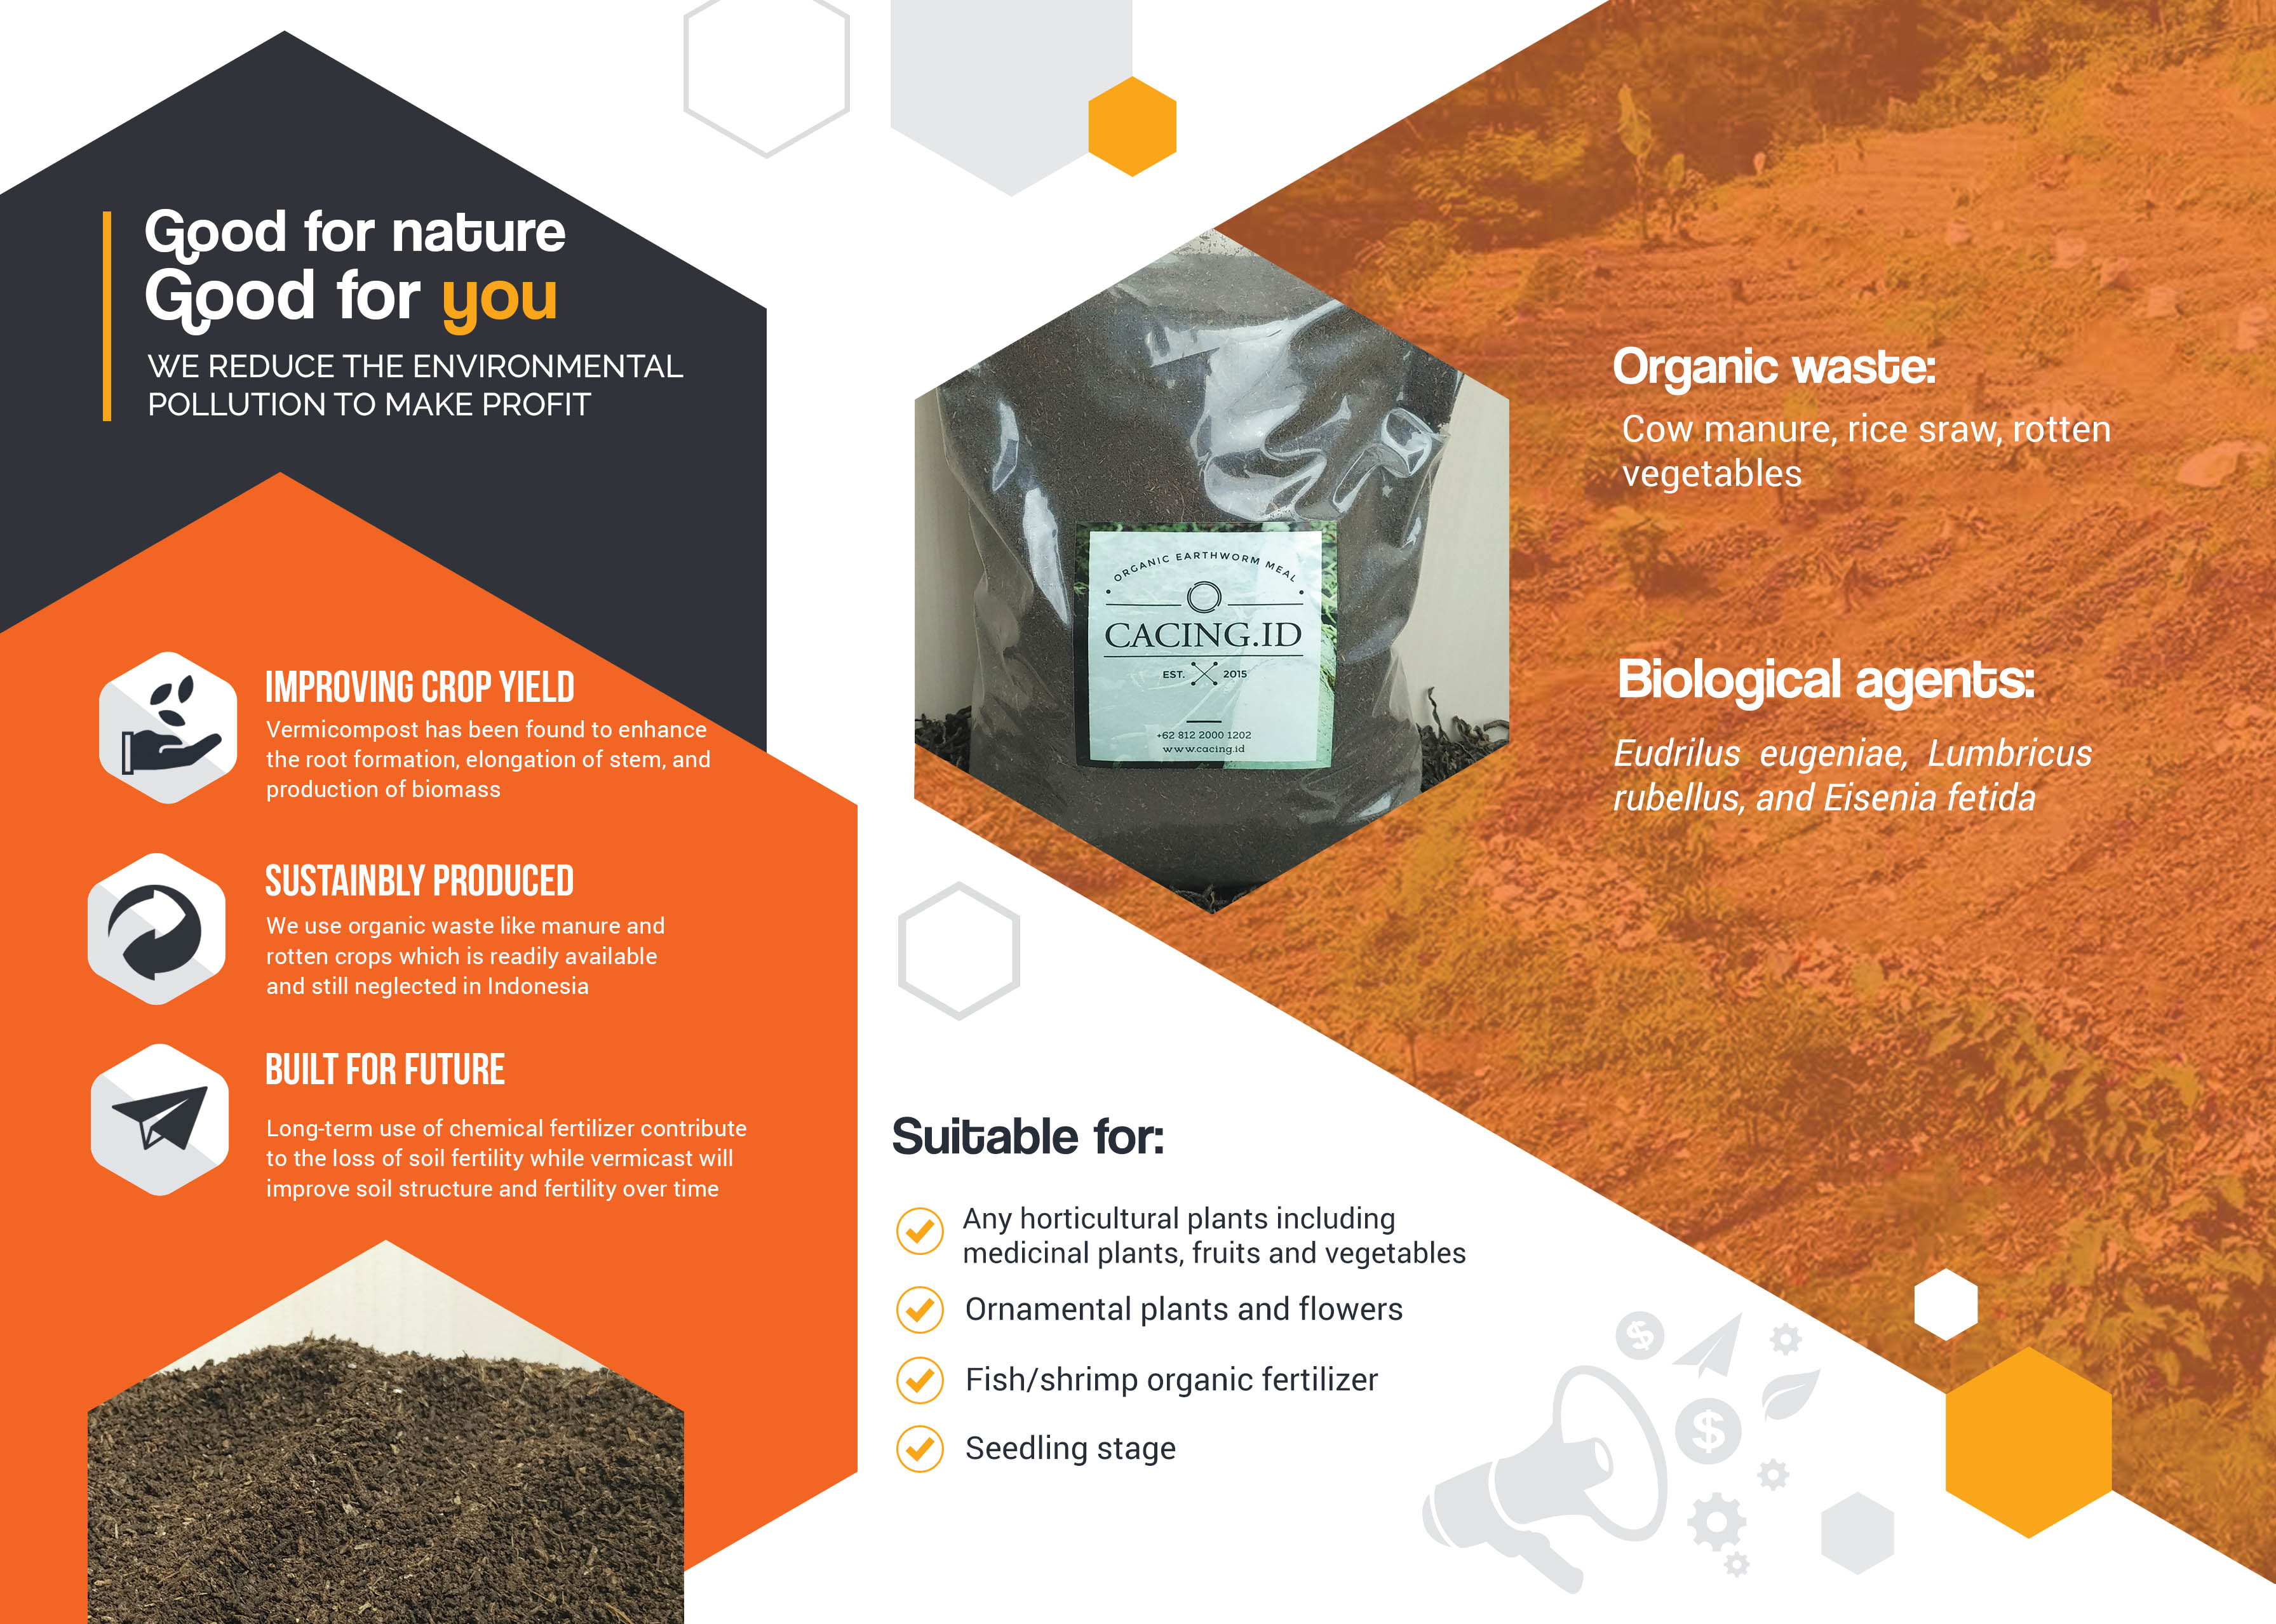 Good for nature
Good for you
WE REDUCE THE ENVIRONMENTAL
POLLUTION TO MAKE PROFIT
IMPROVING CROP YIELD
Vermicompost has been found to enhance
the root formation, elongation of stem, and
production of biomass
SUSTAINBLY PRODUCED
We use organic waste like manure and
rotten crops which is readily available
and still neglected in Indonesia
BUILT FOR FUTURE
Long-term use of chemical fertilizer contribute
to the loss of soil fertility while vermicast will
improve soil structure and fertility over time
ORGANIC EARTHWORM MEAL
CACING.ID
EST. 2015
+62 812 2000 1202
www.cacing.id
Organic waste:
Cow manure, rice sraw, rotten
vegetables
Biological agents:
Eudrilus eugeniae, Lumbricus
rubellus, and Eisenia fetida
Suitable for:
Any horticultural plants including
medicinal plants, fruits and vegetables
Ornamental plants and flowers
Fish/shrimp organic fertilizer
Seedling stage
$
$